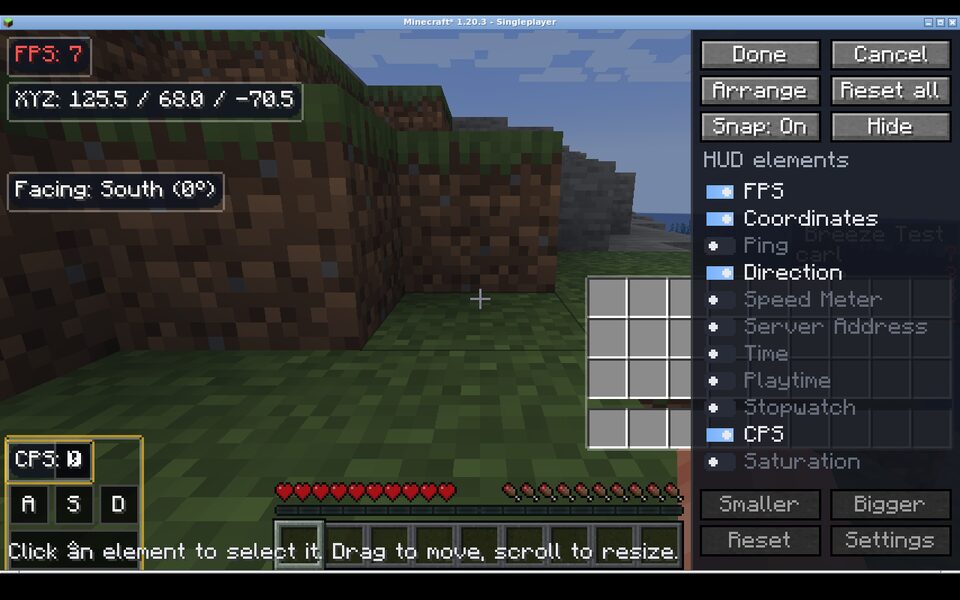 Minecraft* 1.20.3 - Singleplayer
FPS: 7
XYZ: 125.5 / 68.0 / -70.5
Facing: South (0°)
Done
Cancel
Arrange
Reset all
Snap: On
Hide
HUD elements
FPS
Coordinates
Ping
Direction
Speed Meter
Server Address
Time
Playtime
Stopwatch
CPS
Saturation
Breeze Test
carl
CPS: 0
A
S
D
Click an element to select it. Drag to move, scroll to resize.
Smaller
Bigger
Reset
Settings